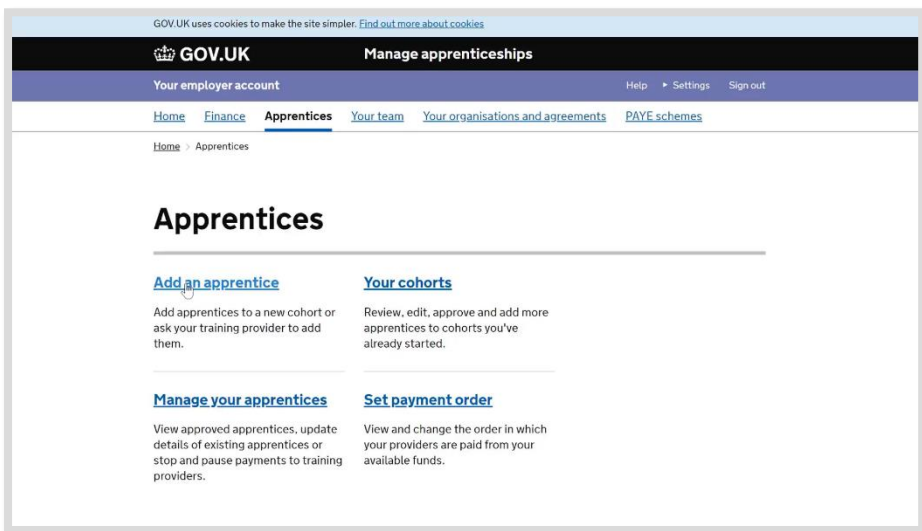 GOV.UK uses cookies to make the site simpler. Find out more about cookies
GOV.UK Manage apprenticeships
Your employer account Help ▸ Settings Sign out
Home Finance Apprentices Your team Your organisations and agreements PAYE schemes
Home > Apprentices
Apprentices
Add an apprentice
Add apprentices to a new cohort or
ask your training provider to add
them.
Your cohorts
Review, edit, approve and add more
apprentices to cohorts you've
already started.
Manage your apprentices
View approved apprentices, update
details of existing apprentices or
stop and pause payments to training
providers.
Set payment order
View and change the order in which
your providers are paid from your
available funds.